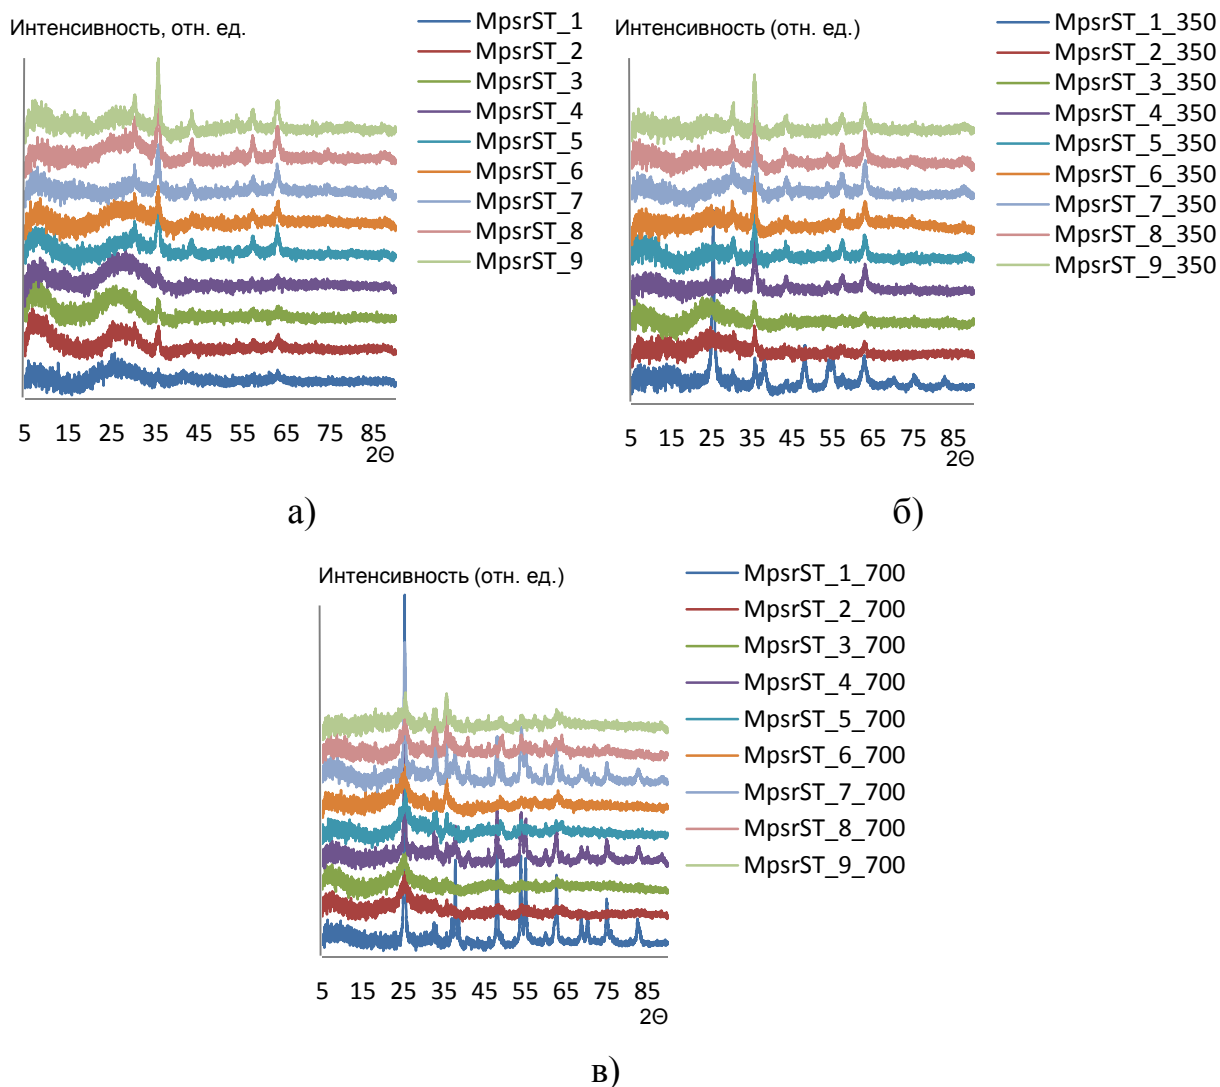 Интенсивность, отн. ед.
MpsrST_1
MpsrST_2
MpsrST_3
MpsrST_4
MpsrST_5
MpsrST_6
MpsrST_7
MpsrST_8
MpsrST_9
5 15 25 35 45 55 65 75 85
2Θ
а)
Интенсивность (отн. ед.)
MpsrST_1_350
MpsrST_2_350
MpsrST_3_350
MpsrST_4_350
MpsrST_5_350
MpsrST_6_350
MpsrST_7_350
MpsrST_8_350
MpsrST_9_350
5 15 25 35 45 55 65 75 85
2Θ
б)
Интенсивность (отн. ед.)
MpsrST_1_700
MpsrST_2_700
MpsrST_3_700
MpsrST_4_700
MpsrST_5_700
MpsrST_6_700
MpsrST_7_700
MpsrST_8_700
MpsrST_9_700
5 15 25 35 45 55 65 75 85
2Θ
в)